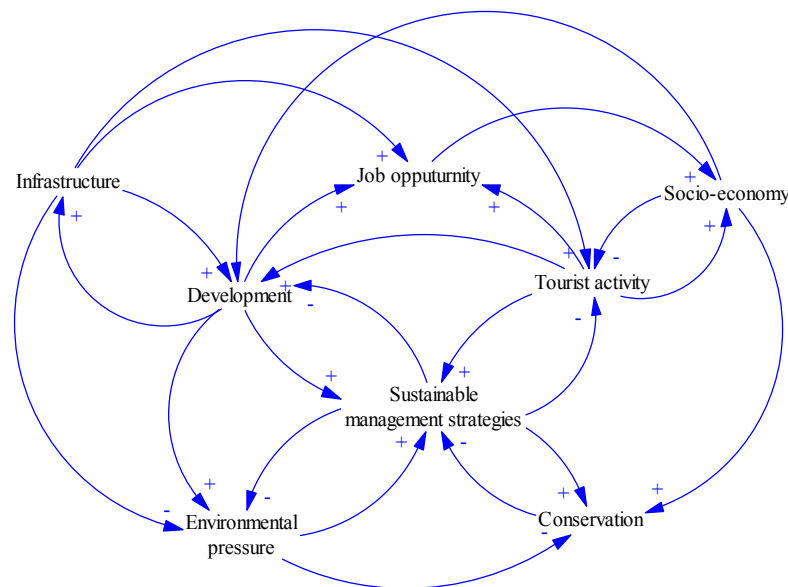 Infrastructure
Job opputurnity
Socio-economy
Development
Tourist activity
Sustainable
management strategies
Environmental
pressure
Conservation
+
+
+
+
+
+
+
+
-
+
+
-
-
+
+
+
-
+
-
+
+
-
-